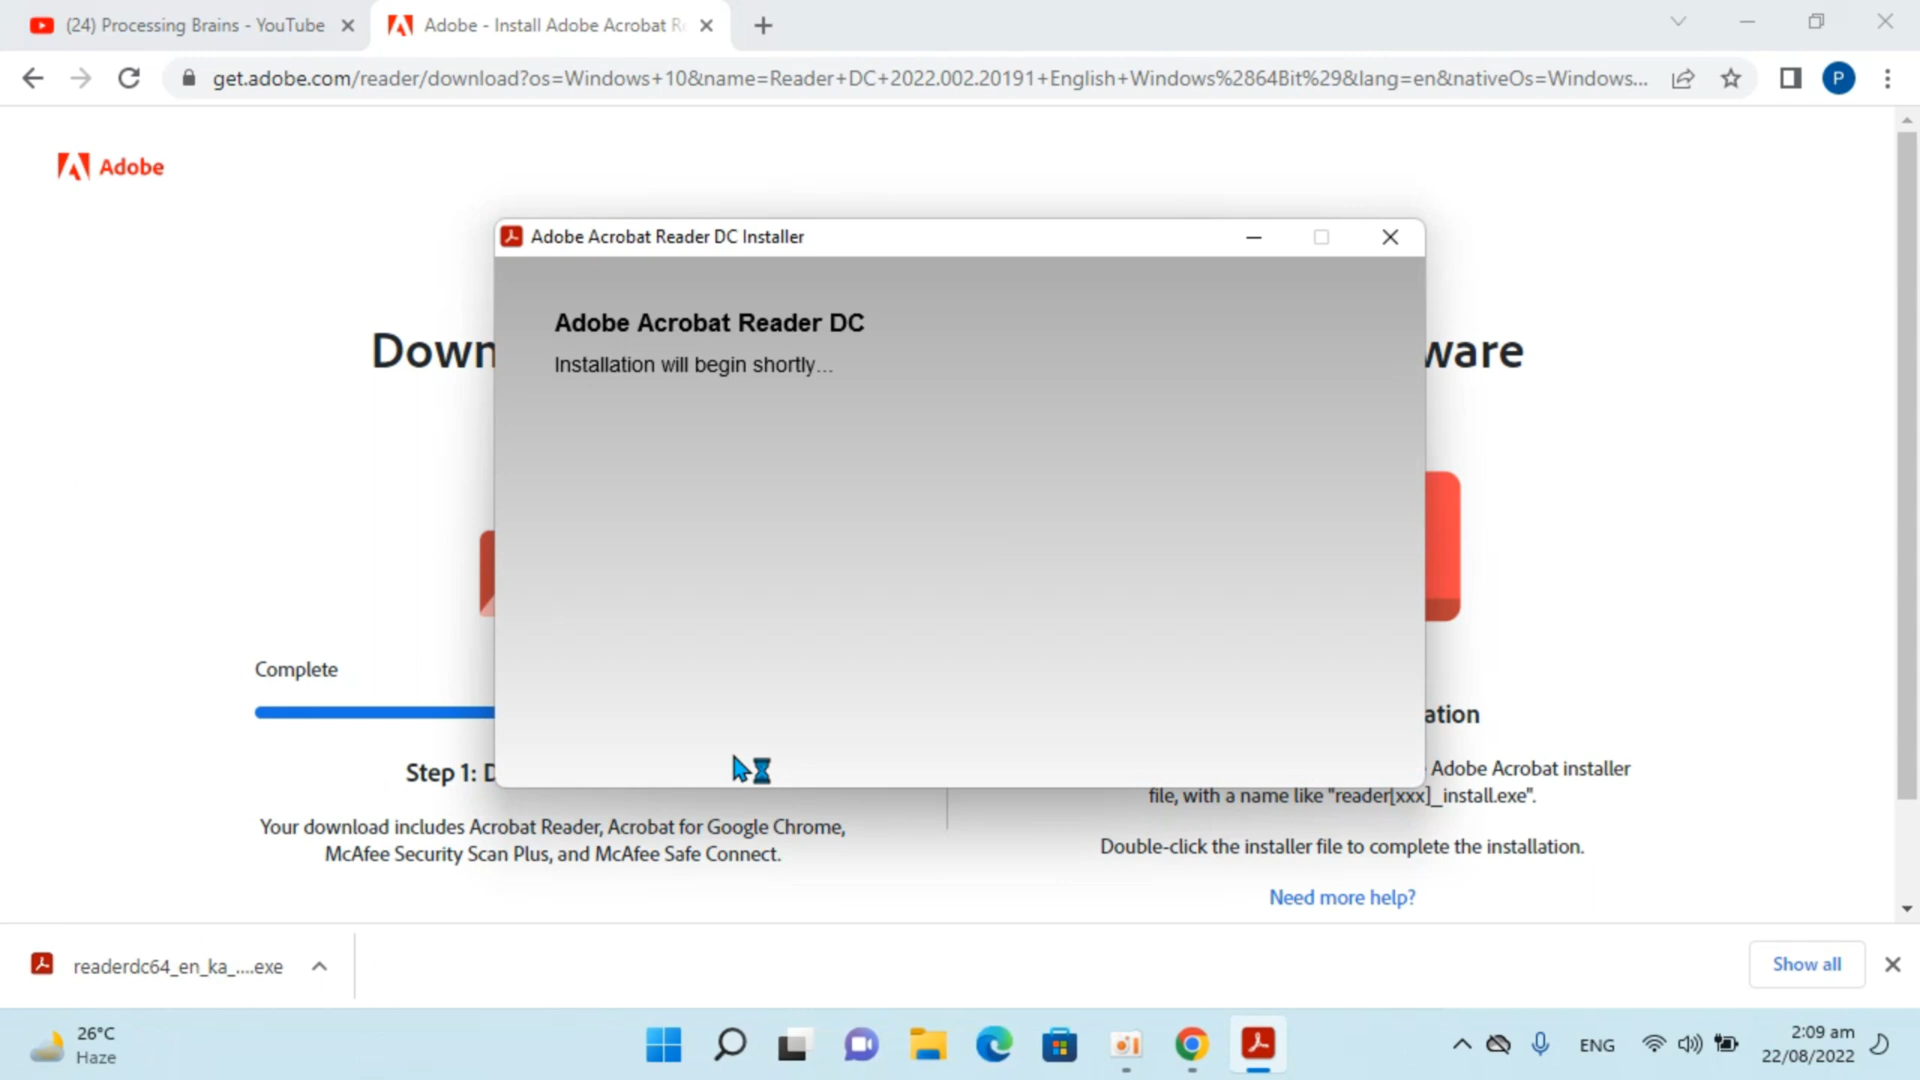 (24) Processing Brains - YouTube
Adobe - Install Adobe Acrobat R
get.adobe.com/reader/download?os=Windows+10&name=Reader+DC+2022.002.20191+English+Windows%2864Bit%29&lang=en&nativeOs=Windows...
P
Adobe
Adobe Acrobat Reader DC Installer
Adobe Acrobat Reader DC
Installation will begin shortly...
Down
ware
Complete
ation
Step 1: D
Adobe Acrobat installer
file, with a name like "reader[xxx]_install.exe".
Your download includes Acrobat Reader, Acrobat for Google Chrome,
McAfee Security Scan Plus, and McAfee Safe Connect.
Double-click the installer file to complete the installation.
Need more help?
readerdc64_en_ka_....exe
Show all
26°C
Haze
ENG
2:09 am
22/08/2022